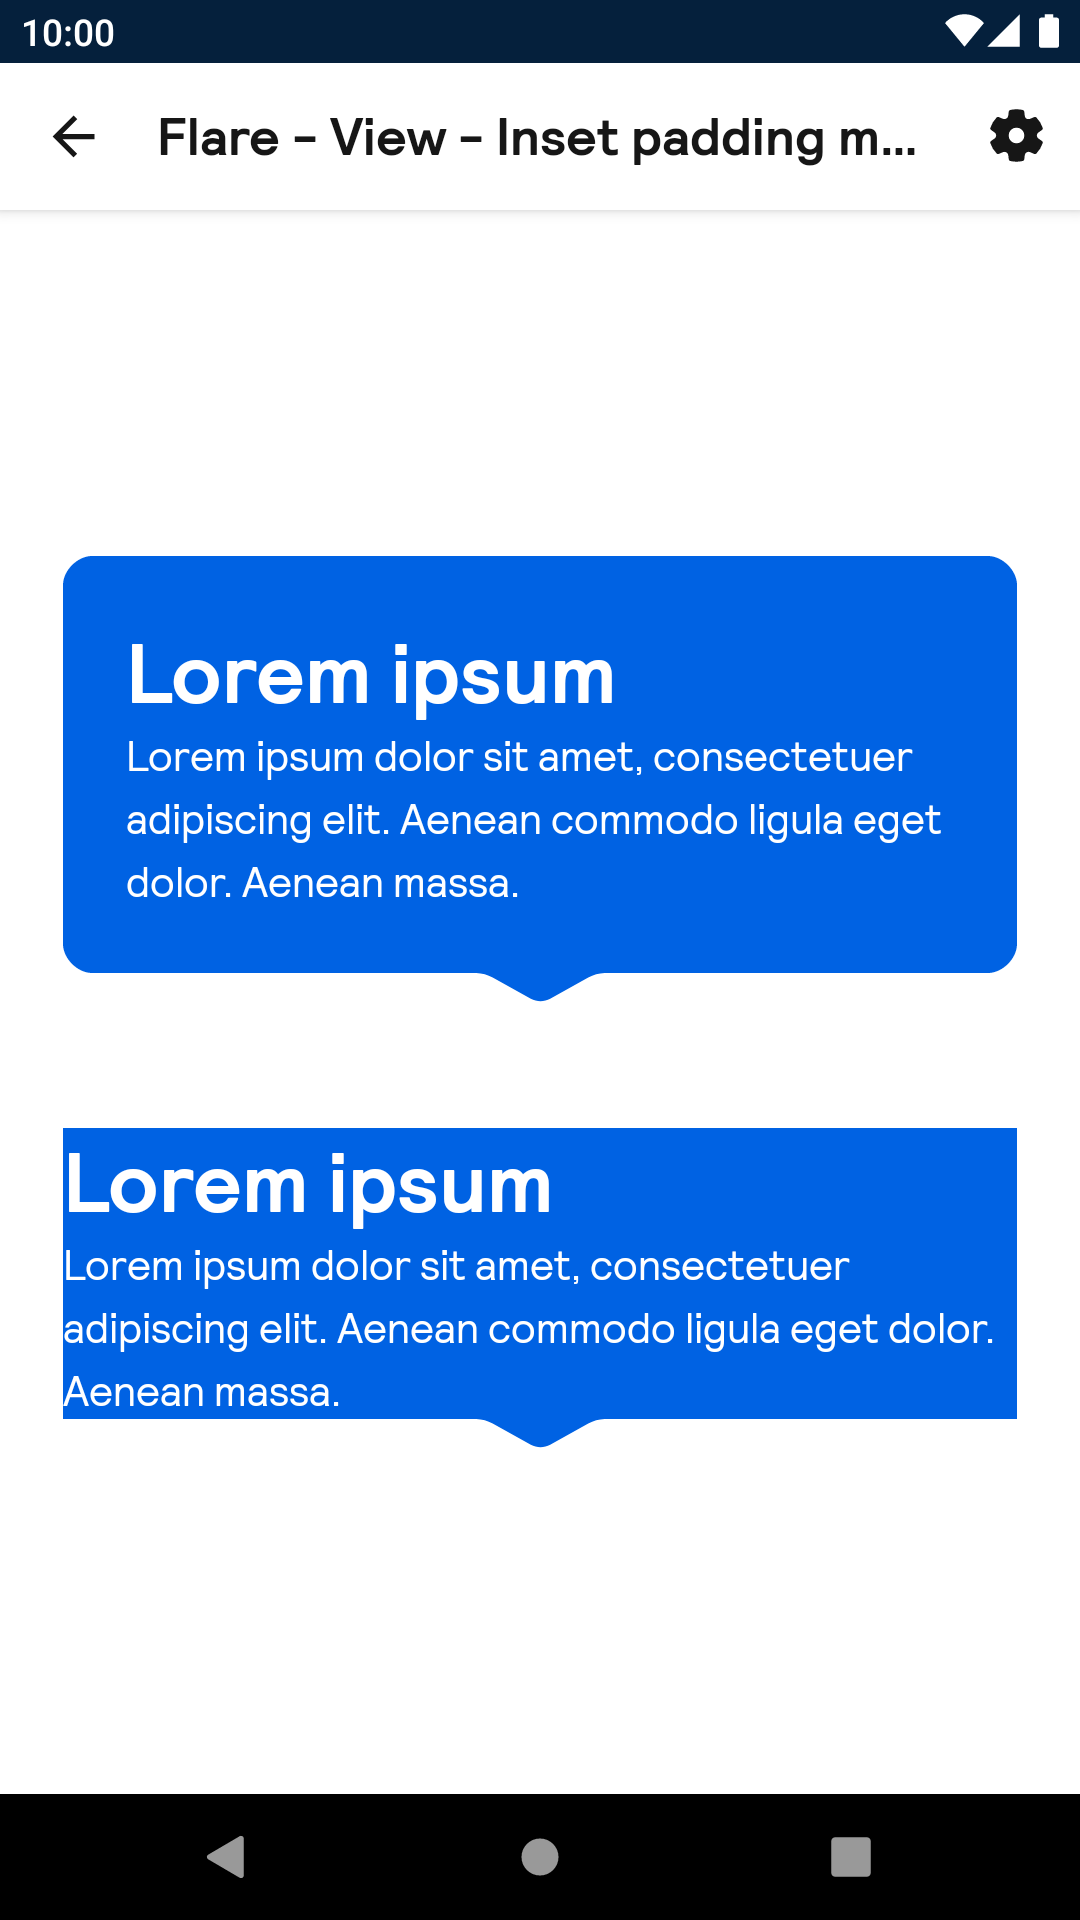 10:00
Flare - View - Inset padding m...
Lorem ipsum
Lorem ipsum dolor sit amet, consectetuer
adipiscing elit. Aenean commodo ligula eget
dolor. Aenean massa.
Lorem ipsum
Lorem ipsum dolor sit amet, consectetuer
adipiscing elit. Aenean commodo ligula eget dolor.
Aenean massa.